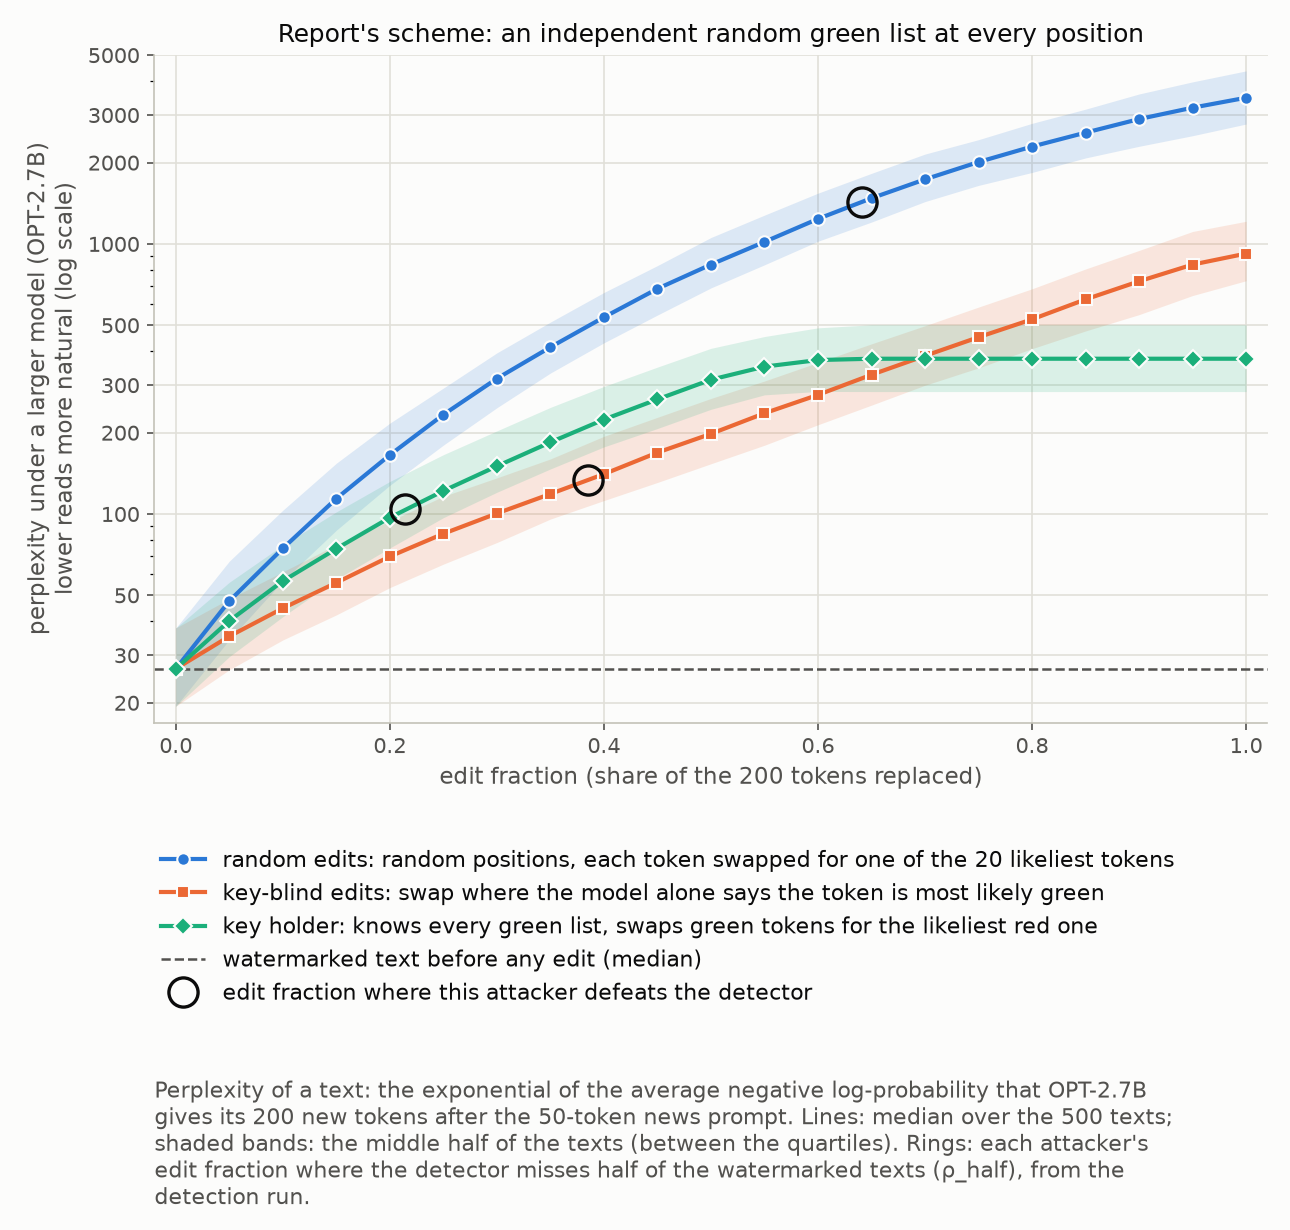 Report's scheme: an independent random green list at every position
perplexity under a larger model (OPT-2.7B)
lower reads more natural (log scale)
5000
3000
2000
1000
500
300
200
100
50
30
20
0.0
0.2
0.4
0.6
0.8
1.0
edit fraction (share of the 200 tokens replaced)
random edits: random positions, each token swapped for one of the 20 likeliest tokens
key-blind edits: swap where the model alone says the token is most likely green
key holder: knows every green list, swaps green tokens for the likeliest red one
watermarked text before any edit (median)
edit fraction where this attacker defeats the detector
Perplexity of a text: the exponential of the average negative log-probability that OPT-2.7B
gives its 200 new tokens after the 50-token news prompt. Lines: median over the 500 texts;
shaded bands: the middle half of the texts (between the quartiles). Rings: each attacker's
edit fraction where the detector misses half of the watermarked texts (ρ_half), from the
detection run.